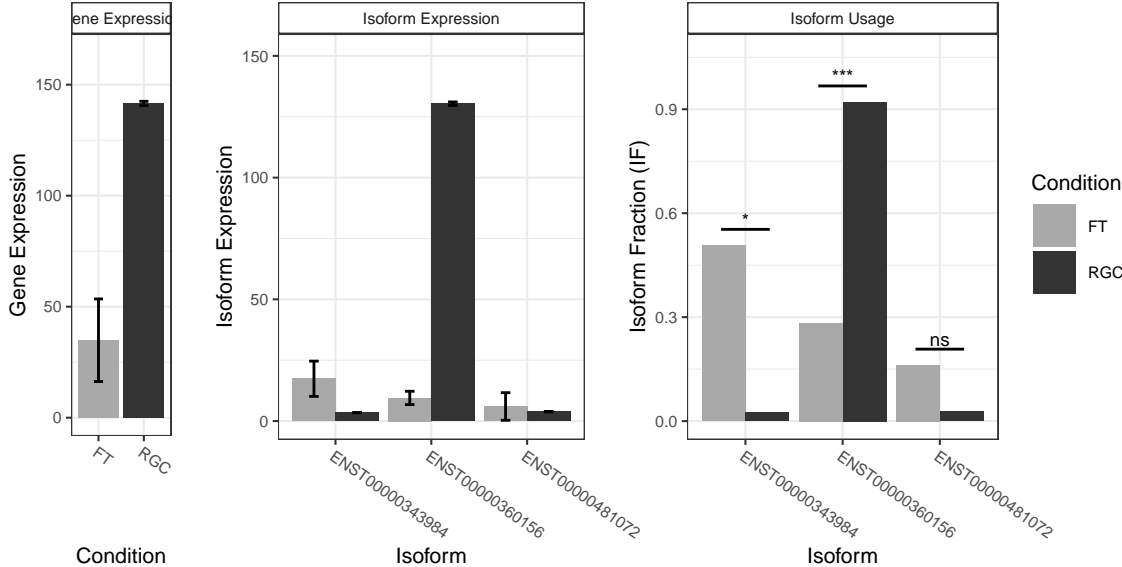 ene Expressio
Gene Expression
150
100
50
0
FT
RGC
Condition
Isoform Expression
Isoform Expression
150
100
50
0
ENST00000343984
ENST00000360156
ENST00000481072
Isoform
Isoform Usage
Isoform Fraction (IF)
0.9
0.6
0.3
0.0
*
***
ns
ENST00000343984
ENST00000360156
ENST00000481072
Isoform
Condition
FT
RGC